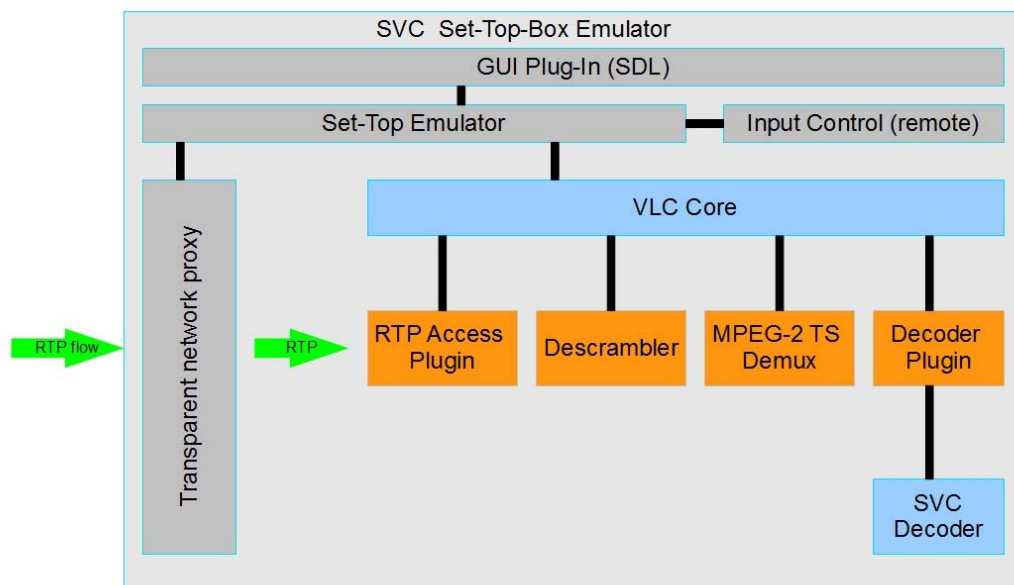 SVC Set-Top-Box Emulator
GUI Plug-In (SDL)
Set-Top Emulator
Input Control (remote)
Transparent network proxy
VLC Core
RTP flow
RTP
RTP Access
Plugin
Descrambler
MPEG-2 TS
Demux
Decoder
Plugin
SVC
Decoder